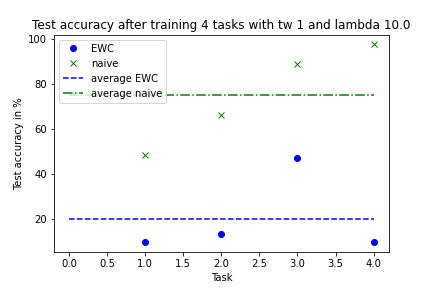 Test accuracy after training 4 tasks with tw 1 and lambda 10.0
100
80
60
40
20
Test accuracy in %
EWC
naive
average EWC
average naive
0.0 0.5 1.0 1.5 2.0 2.5 3.0 3.5 4.0
Task